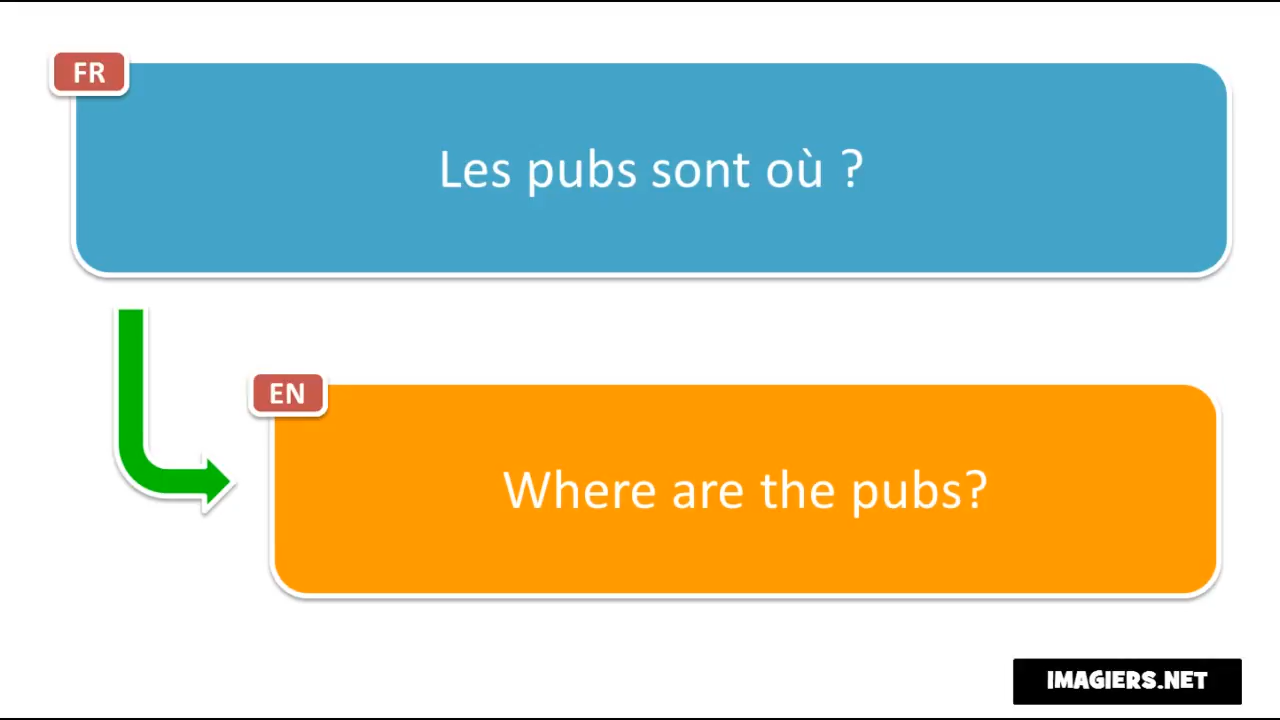 FR
Les pubs sont où ?
EN
Where are the pubs?
IMAGIERS.NET